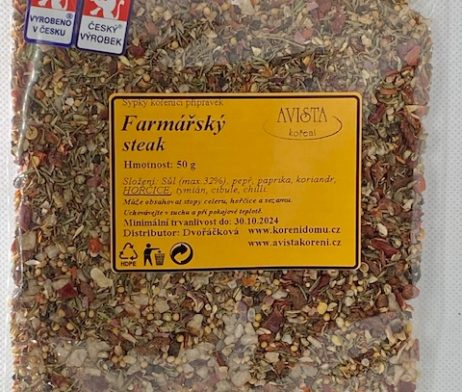 VYROBENO
V ČESKU
ČESKÝ
VÝROBEK
Sypký kořenicí přípravek
AVISTA
koření
Farmářský
steak
Hmotnost: 50 g
Složení: Sůl (max.32%), pepř, paprika, koriandr,
HOŘČICE, tymián, cibule, chilli.
Může obsahovat stopy celeru, hořčice a sezamu.
Uchovávejte v suchu a při pokojové teplotě.
Minimální trvanlivost do: 30.10.2024
Distributor: Dvořáčková www.korenidomu.cz
www.avistakoreni.cz
HDPE